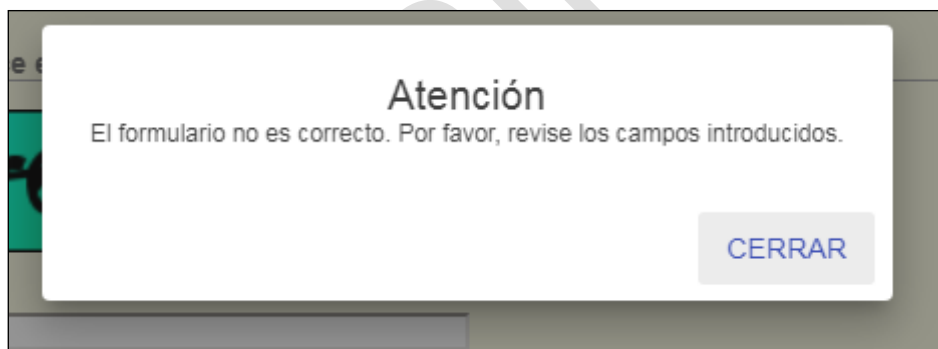 Atención
El formulario no es correcto. Por favor, revise los campos introducidos.
CERRAR